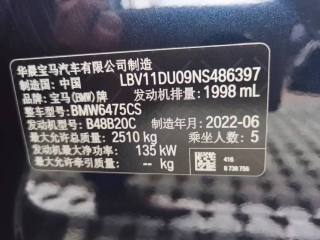 华晨宝马汽车有限公司制造
制造国: 中国 LBV11DU09NS486397
品牌: 宝马(BMW)牌 发动机排量: 1998 mL
整车型号: BMW6475CS
发动机型号: B48B20C 制造年月: 2022-06
最大允许总质量: 2510 kg 乘坐人数: 5
发动机最大净功率: 135 kW
最大允许牵引质量: -- kg
416
8 738 756